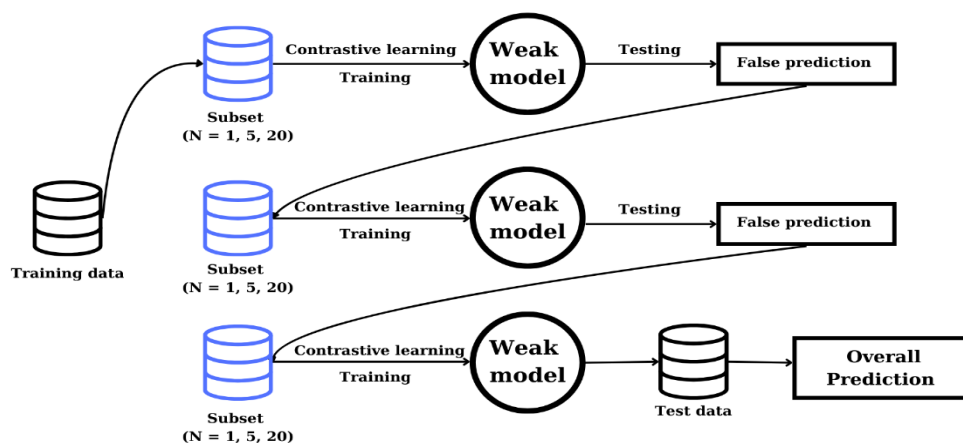 Contrastive learning
Training
Weak
model
Testing
False prediction
Subset
(N = 1, 5, 20)
Training data
Contrastive learning
Training
Weak
model
Testing
False prediction
Subset
(N = 1, 5, 20)
Contrastive learning
Training
Weak
model
Test data
Overall
Prediction
Subset
(N = 1, 5, 20)